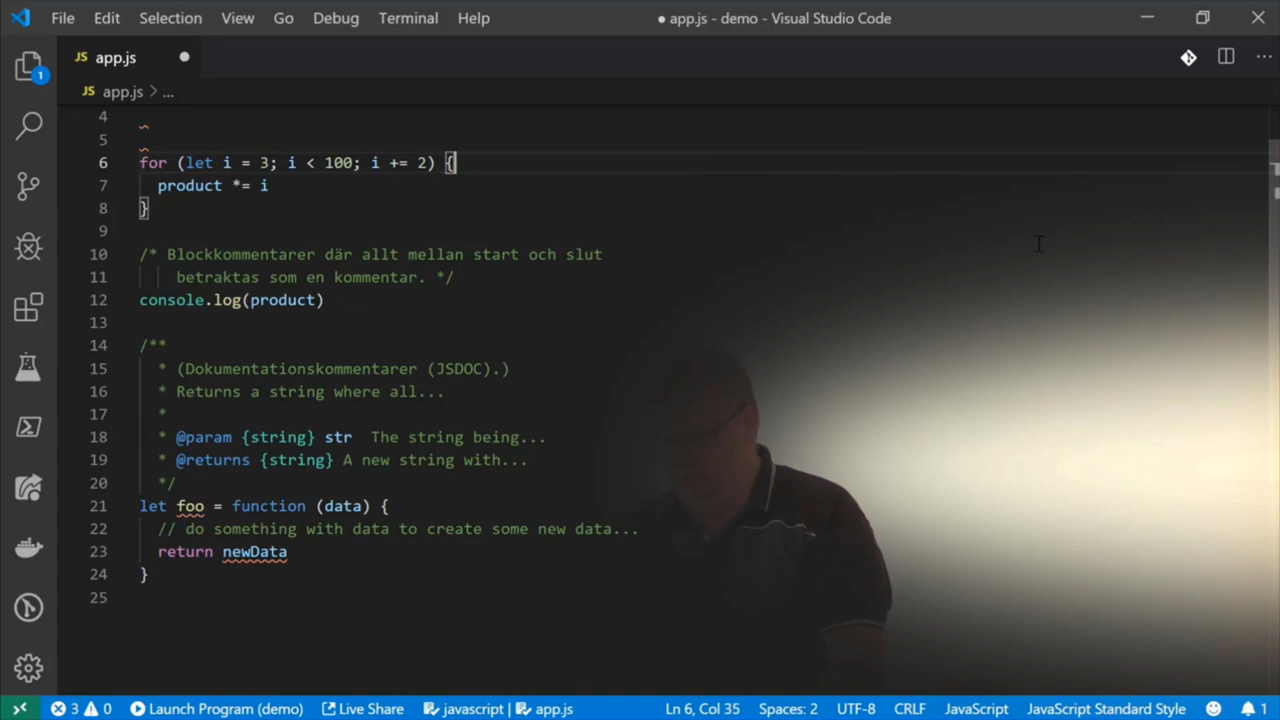 File Edit Selection View Go Debug Terminal Help ● app.js - demo - Visual Studio Code
JS app.js ●
JS app.js > ...
1
4
5
6 for (let i = 3; i < 100; i += 2) {
7 product *= i
8 }
9
10 /* Blockkommentarer där allt mellan start och slut
11 betraktas som en kommentar. */
12 console.log(product)
13
14 /**
15 * (Dokumentationskommentarer (JSDOC).)
16 * Returns a string where all...
17 *
18 * @param {string} str The string being...
19 * @returns {string} A new string with...
20 */
21 let foo = function (data) {
22 // do something with data to create some new data...
23 return newData
24 }
25
3 0 Launch Program (demo) Live Share javascript | app.js Ln 6, Col 35 Spaces: 2 UTF-8 CRLF JavaScript JavaScript Standard Style 1